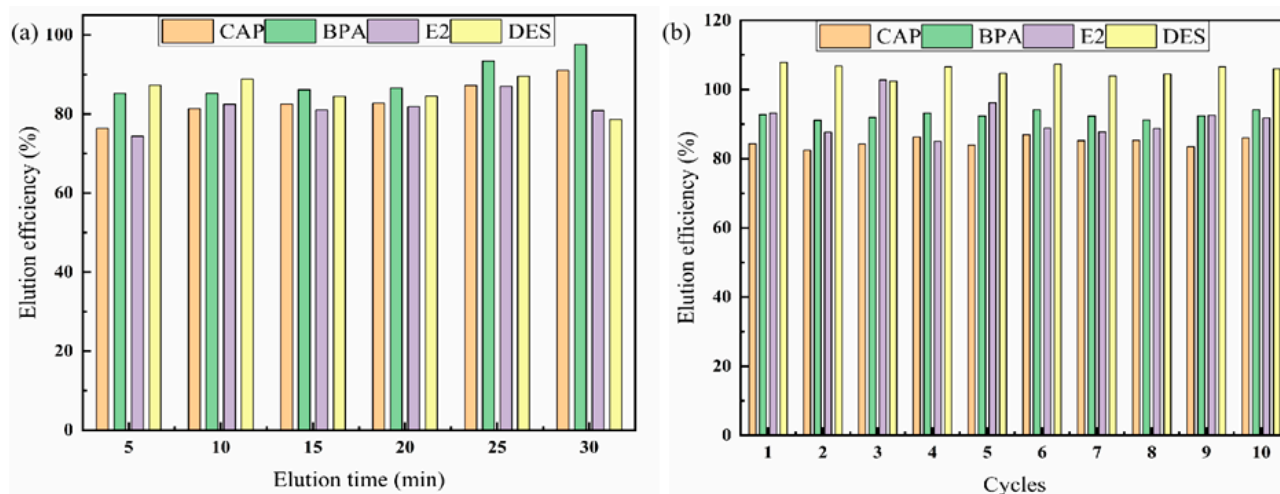 (a)
CAP BPA E2 DES
100
80
60
40
20
0
Elution efficiency (%)
5 10 15 20 25 30
Elution time (min)
(b)
CAP BPA E2 DES
120
100
80
60
40
20
0
Elution efficiency (%)
1 2 3 4 5 6 7 8 9 10
Cycles